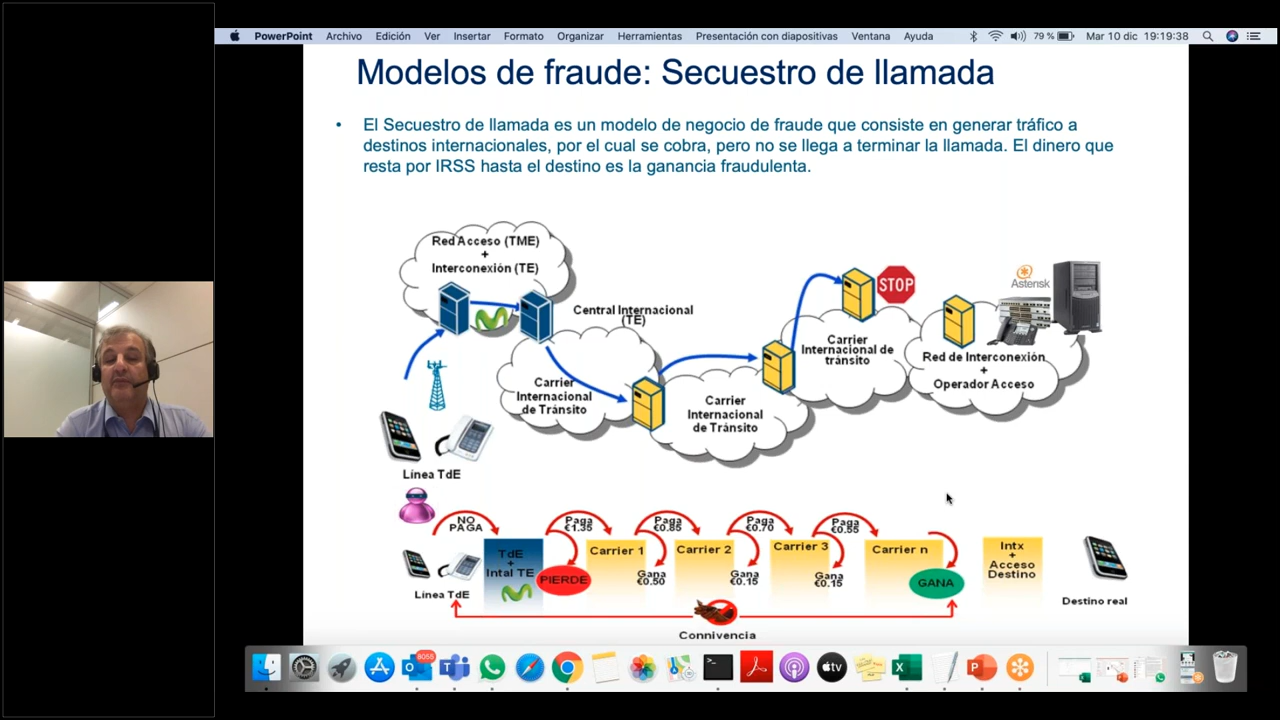 PowerPoint Archivo Edición Ver Insertar Formato Organizar Herramientas Presentación con diapositivas Ventana Ayuda 79 % Mar 10 dic 19:19:38
Modelos de fraude: Secuestro de llamada
• El Secuestro de llamada es un modelo de negocio de fraude que consiste en generar tráfico a
destinos internacionales, por el cual se cobra, pero no se llega a terminar la llamada. El dinero que
resta por IRSS hasta el destino es la ganancia fraudulenta.
Red Acceso (TME)
+
Interconexión (TE)
Central Internacional
(TE)
STOP
Astensk
Carrier
Internacional
de Tránsito
Carrier
Internacional
de Tránsito
Carrier
Internacional de
tránsito
Red de Interconexión
+
Operador Acceso
Línea TdE
NO
PAGA
Paga
€1.35
Paga
€0.85
Paga
€0.70
Paga
€0.55
TdE
+
Intal TE
PIERDE
Carrier 1
Gana
€0.50
Carrier 2
Gana
€0.15
Carrier 3
Gana
€0.15
Carrier n
GANA
Intx
+
Acceso
Destino
Línea TdE
Destino real
Connivencia
8055
tv